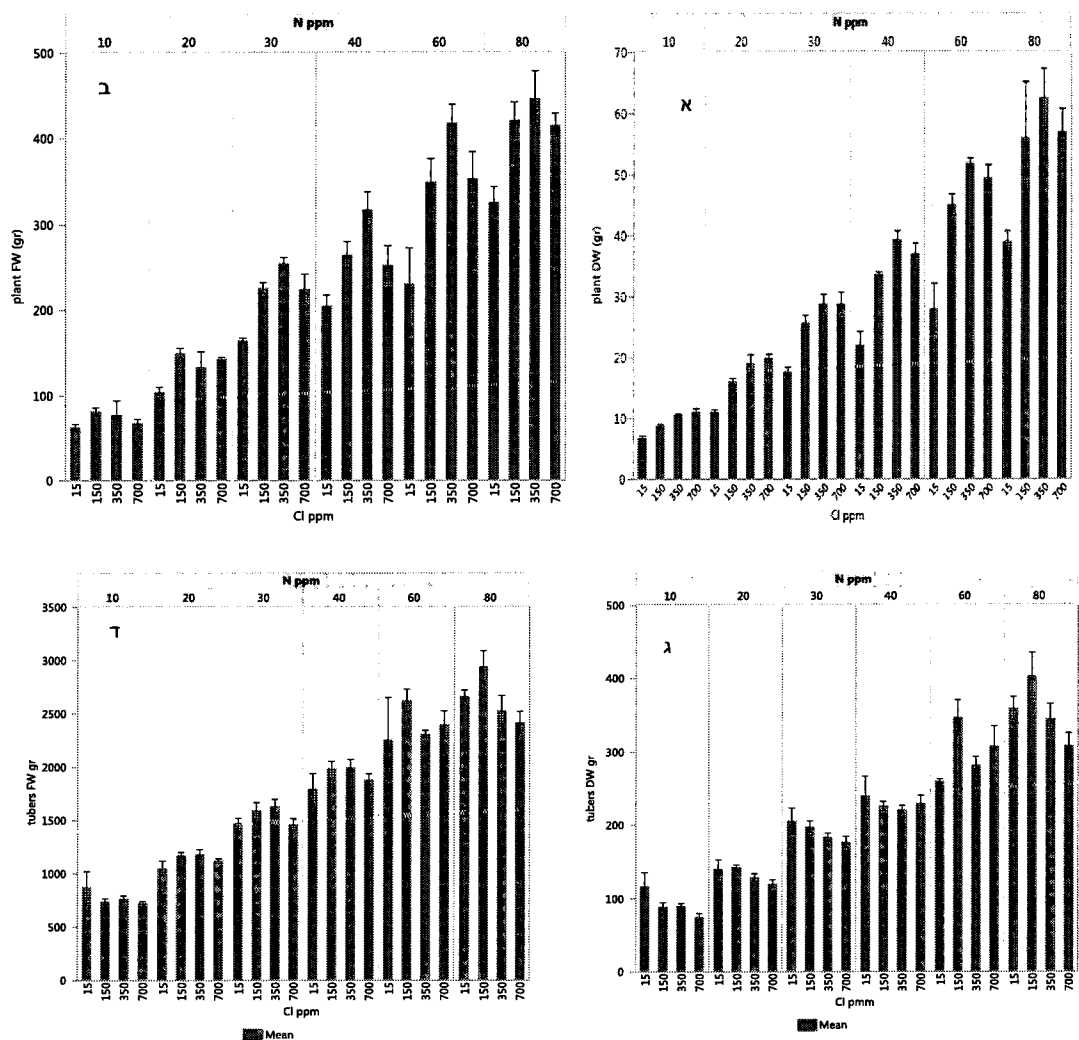 N ppm
10 20 30 40 60 80
ב
plant FW (gr)
500
400
300
200
100
0
15 150 350 700 15 150 350 700 15 150 350 700 15 150 350 700 15 150 350 700 15 150 350 700
Cl ppm
N ppm
10 20 30 40 60 80
א
plant DW (gr)
70
60
50
40
30
20
10
0
15 150 350 700 15 150 350 700 15 150 350 700 15 150 350 700 15 150 350 700 15 150 350 700
Cl ppm
N ppm
10 20 30 40 60 80
ד
tubers FW gr
3500
3000
2500
2000
1500
1000
500
0
15 150 350 700 15 150 350 700 15 150 350 700 15 150 350 700 15 150 350 700 15 150 350 700
Cl ppm
Mean
N ppm
10 20 30 40 60 80
ג
tubers DW gr
500
400
300
200
100
0
15 150 350 700 15 150 350 700 15 150 350 700 15 150 350 700 15 150 350 700 15 150 350 700
Cl pmm
Mean